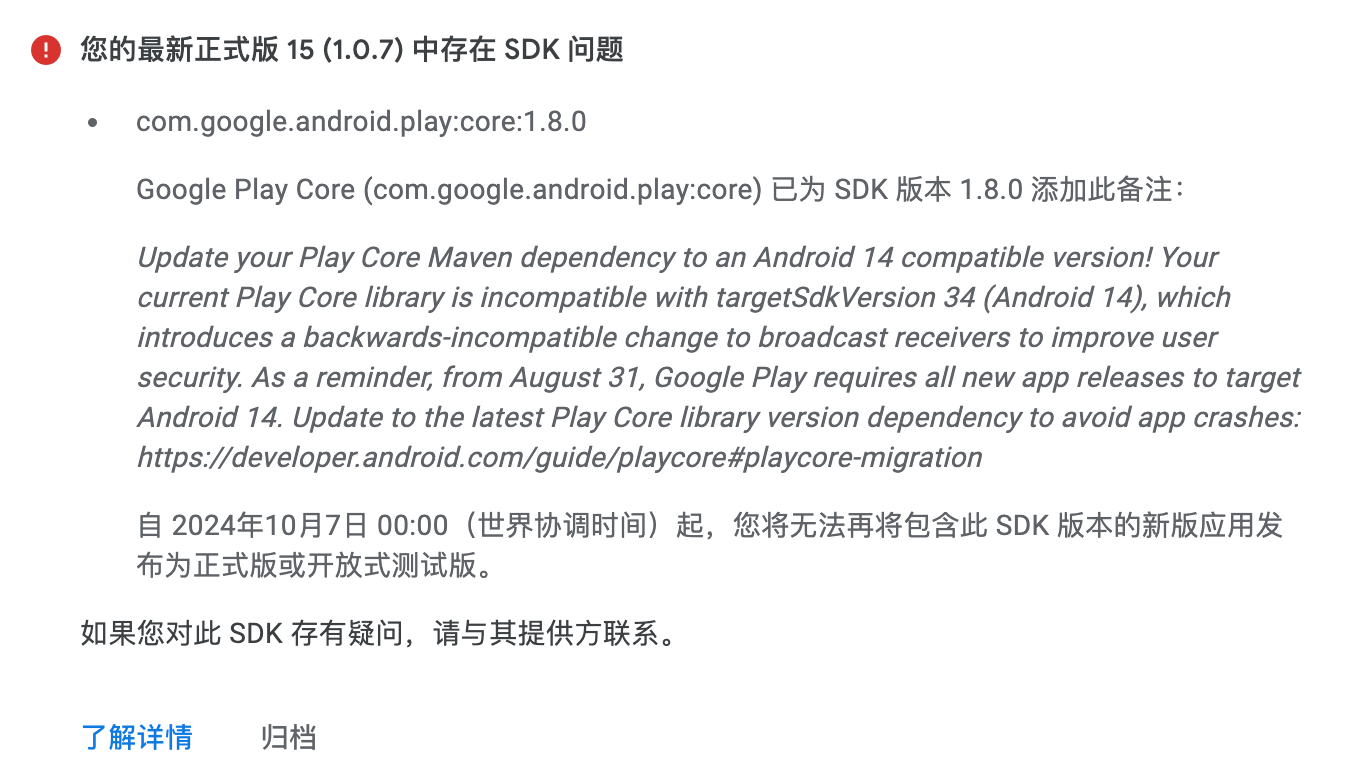 您的最新正式版 15 (1.0.7) 中存在 SDK 问题
com.google.android.play:core:1.8.0
Google Play Core (com.google.android.play:core) 已为 SDK 版本 1.8.0 添加此备注：
Update your Play Core Maven dependency to an Android 14 compatible version! Your
current Play Core library is incompatible with targetSdkVersion 34 (Android 14), which
introduces a backwards-incompatible change to broadcast receivers to improve user
security. As a reminder, from August 31, Google Play requires all new app releases to target
Android 14. Update to the latest Play Core library version dependency to avoid app crashes:
https://developer.android.com/guide/playcore#playcore-migration
自 2024年10月7日 00:00（世界协调时间）起，您将无法再将包含此 SDK 版本的新版应用发
布为正式版或开放式测试版。
如果您对此 SDK 存有疑问，请与其提供方联系。
了解详情 归档